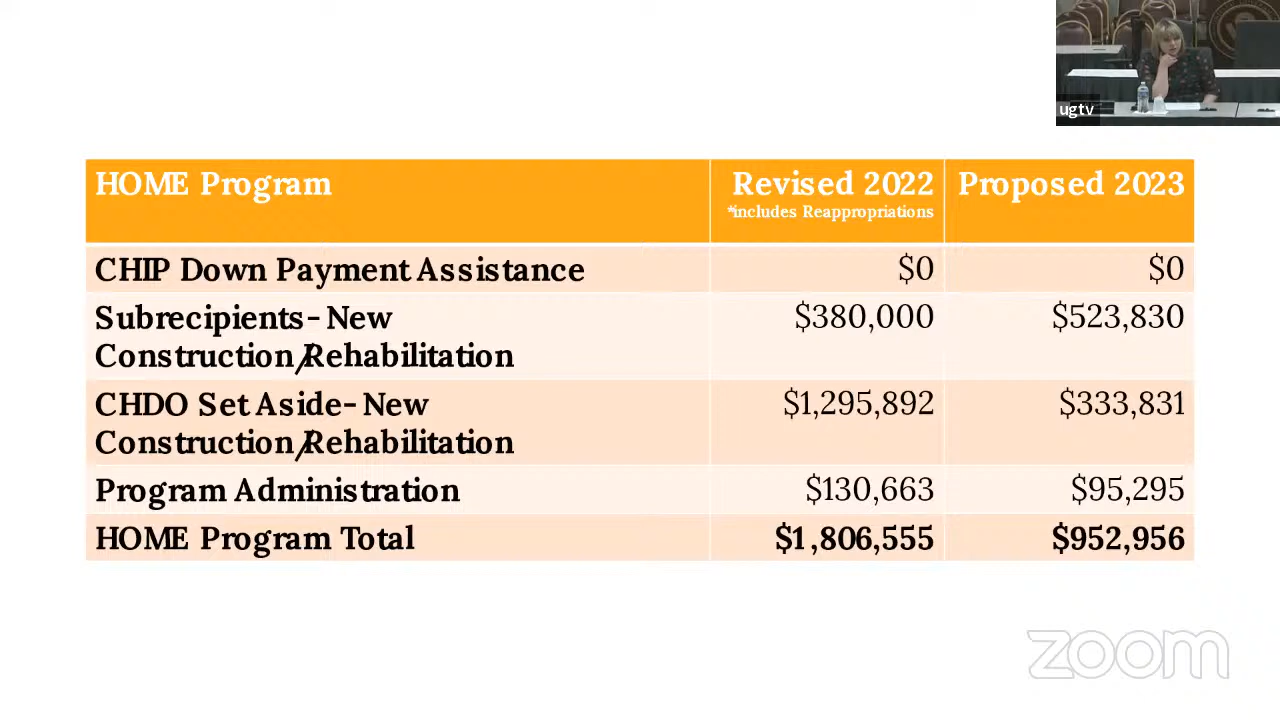 ugtv
HOME Program
Revised 2022
Proposed 2023
*includes Reappropriations
CHIP Down Payment Assistance
$0
$0
Subrecipients- New
$380,000
$523,830
Construction/Rehabilitation
CHDO Set Aside- New
$1,295,892
$333,831
Construction/Rehabilitation
Program Administration
$130,663
$95,295
HOME Program Total
$1,806,555
$952,956
zoom